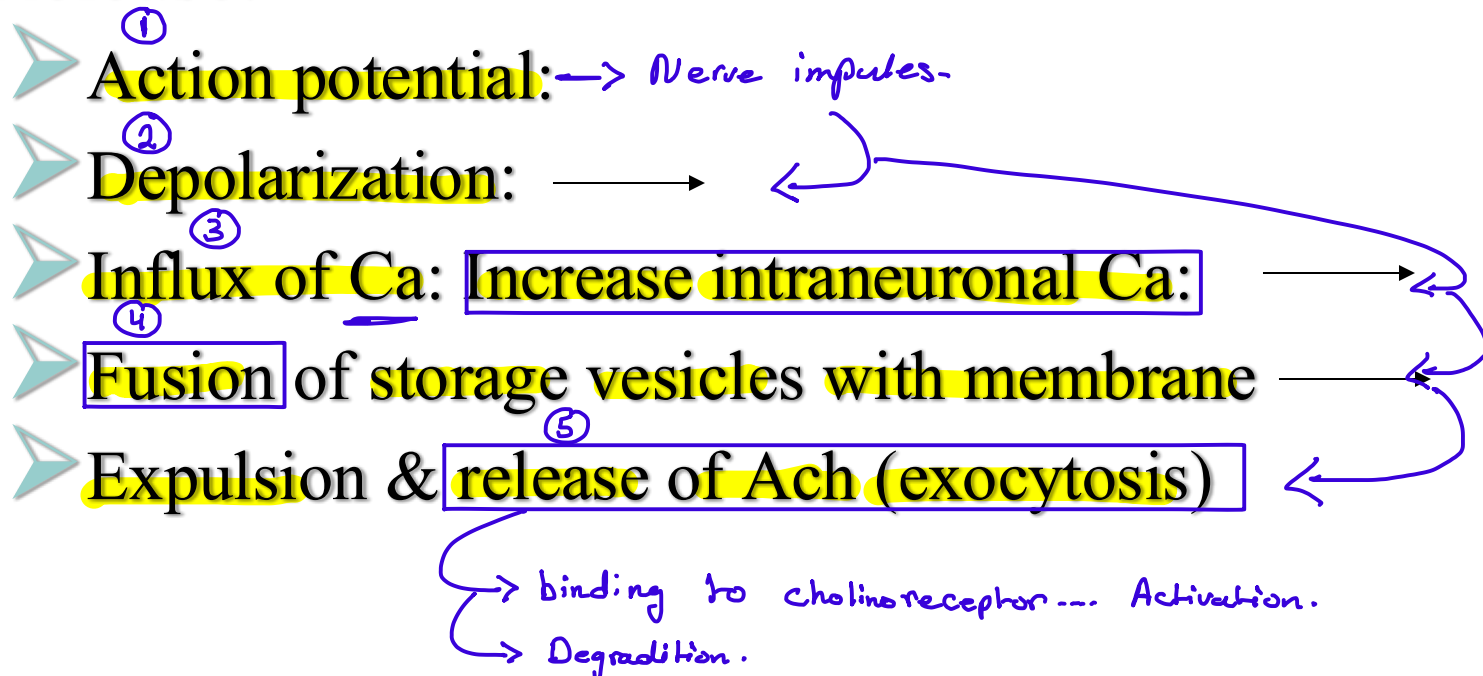 ①
Action potential: → Nerve impulses-
②
Depolarization: →
③
Influx of Ca: Increase intraneuronal Ca: →
④
Fusion of storage vesicles with membrane →
⑤
Expulsion & release of Ach (exocytosis)
→ binding to cholinoreceptor.... Activation.
→ Degradition.